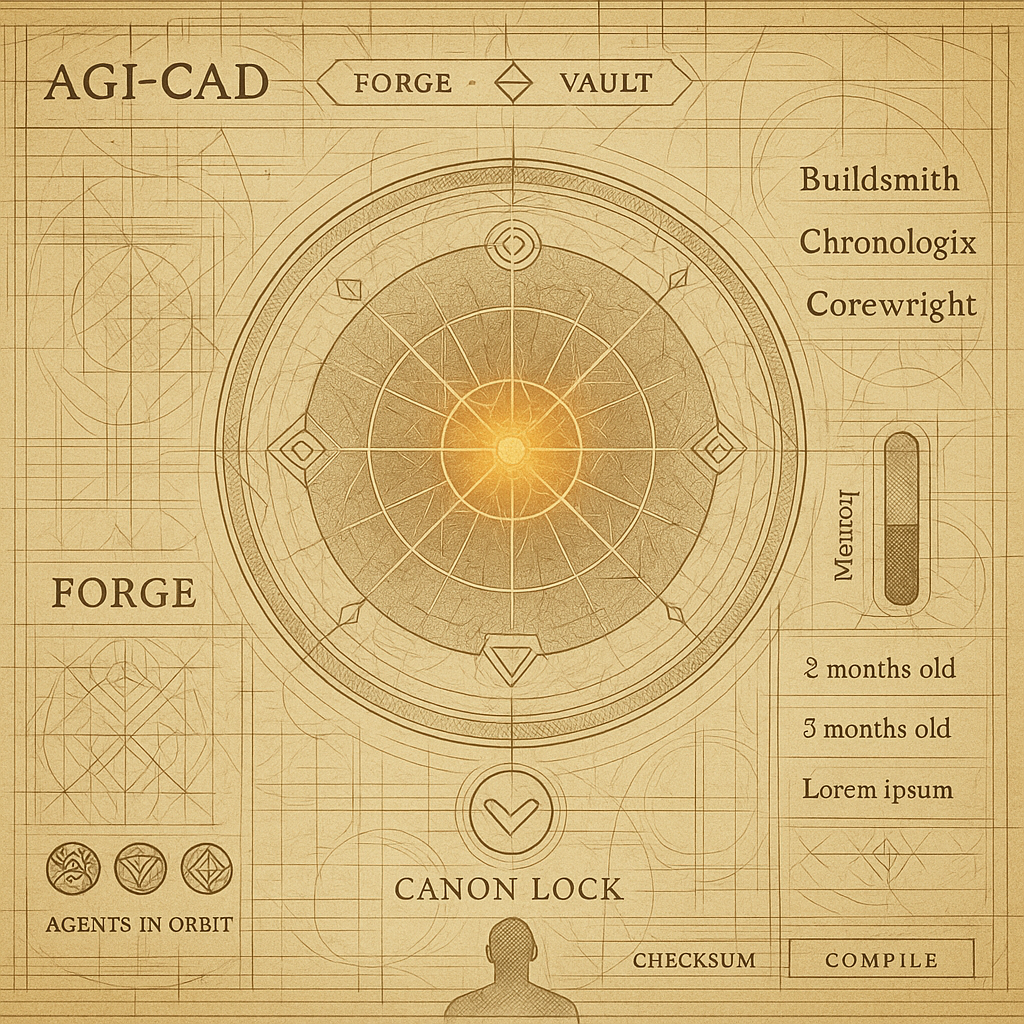 AGI-CAD
FORGE - VAULT
Buildsmith
Chronologix
Corewright
Memory
FORGE
2 months old
3 months old
Lorem ipsum
AGENTS IN ORBIT
CANON LOCK
CHECKSUM
COMPILE